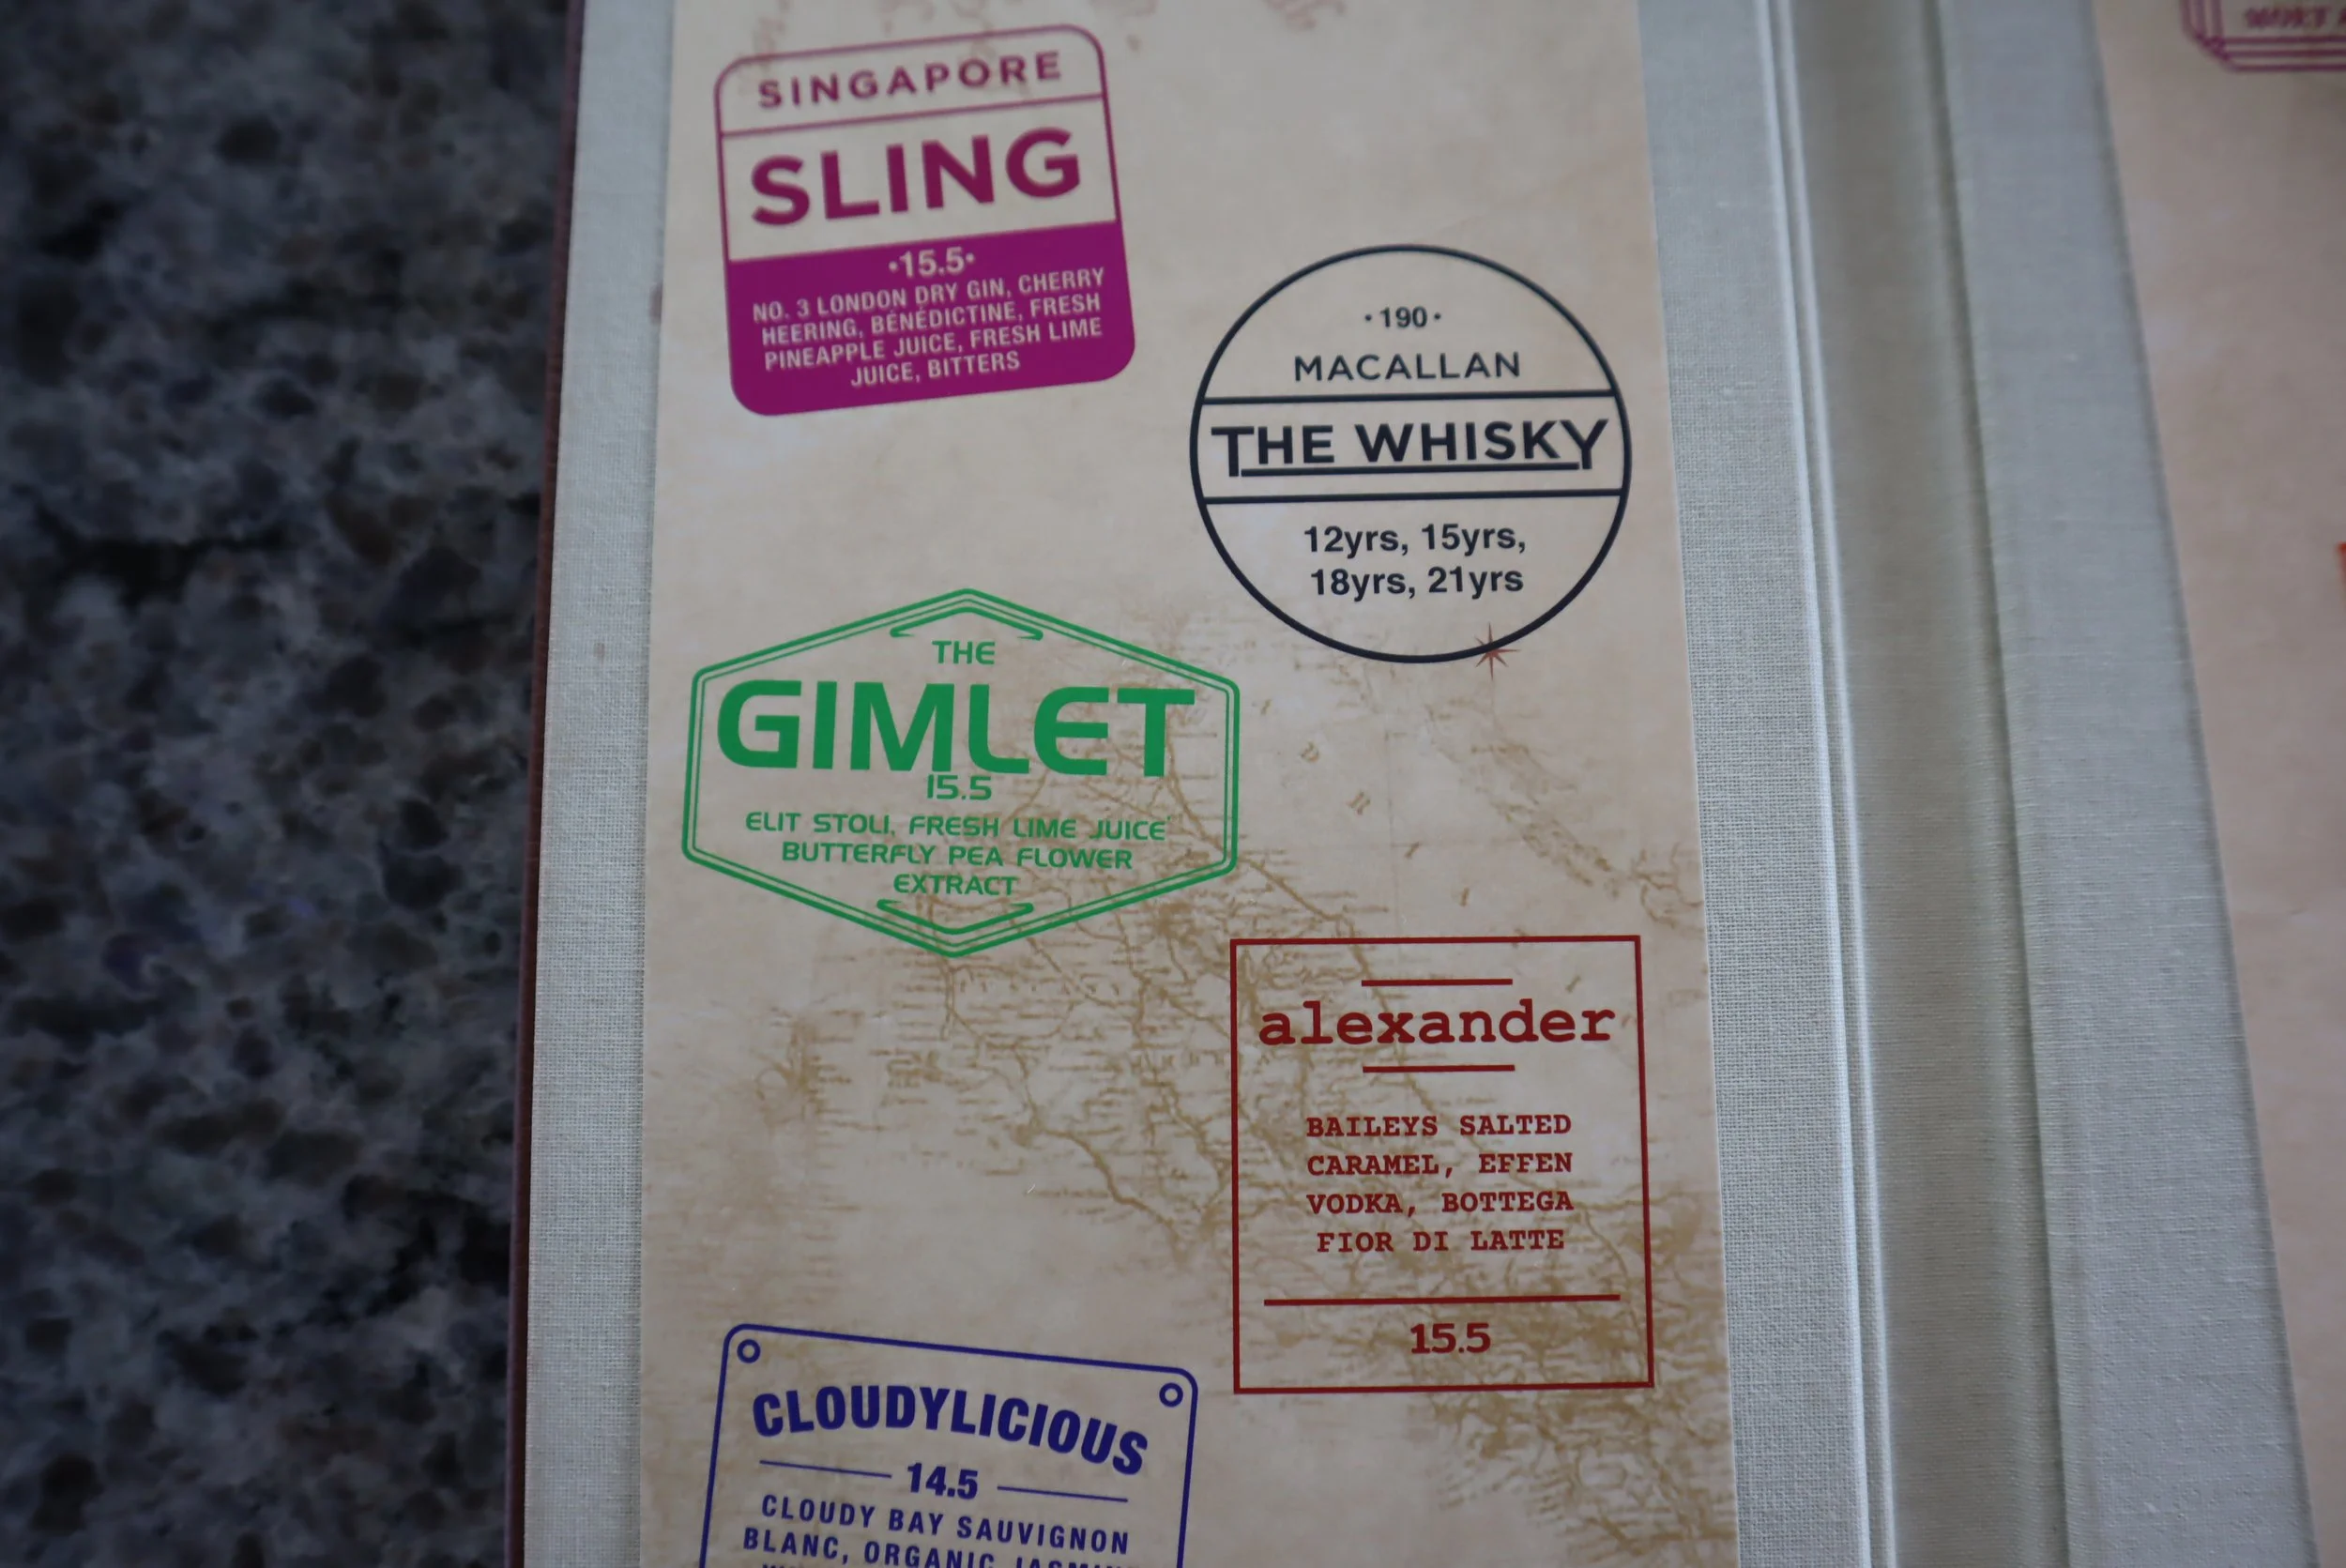 SINGAPORE
SLING
·15.5·
NO. 3 LONDON DRY GIN, CHERRY
HEERING, BÉNÉDICTINE, FRESH
PINEAPPLE JUICE, FRESH LIME
JUICE, BITTERS
·190·
MACALLAN
THE WHISKY
12yrs, 15yrs,
18yrs, 21yrs
THE
GIMLET
15.5
ELIT STOLI, FRESH LIME JUICE
BUTTERFLY PEA FLOWER
EXTRACT
alexander
BAILEYS SALTED
CARAMEL, EFFEN
VODKA, BOTTEGA
FIOR DI LATTE
15.5
CLOUDYLICIOUS
14.5
CLOUDY BAY SAUVIGNON
BLANC, ORGANIC JASMINE